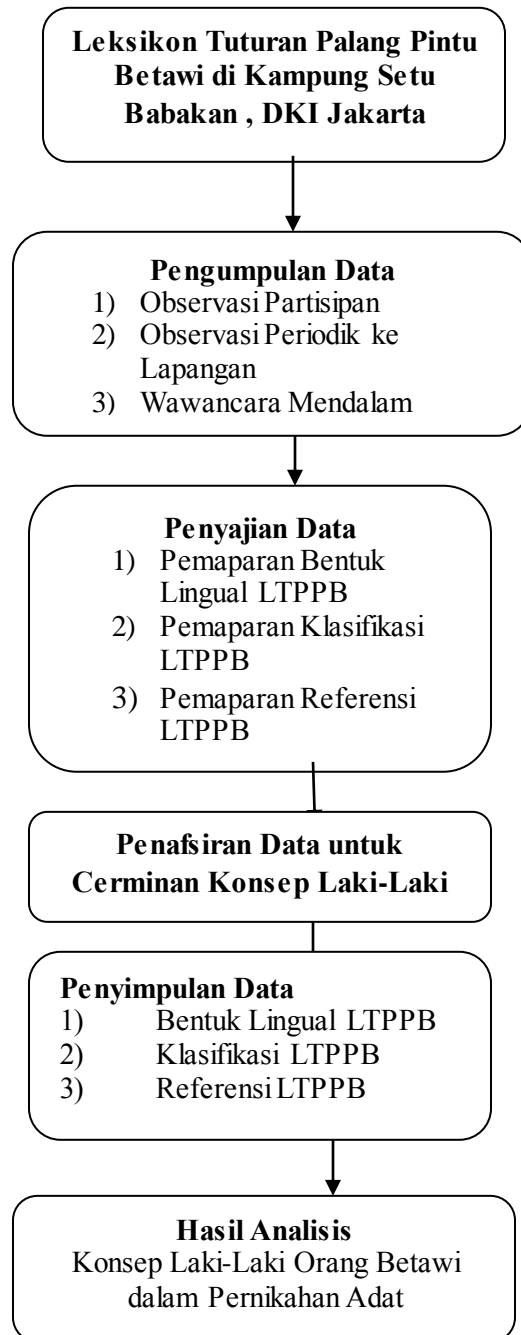 Leksikon Tuturan Palang Pintu
Betawi di Kampung Setu
Babakan , DKI Jakarta
Pengumpulan Data
1) Observasi Partisipan
2) Observasi Periodik ke
Lapangan
3) Wawancara Mendalam
Penyajian Data
1) Pemaparan Bentuk
Lingual LTPPB
2) Pemaparan Klasifikasi
LTPPB
3) Pemaparan Referensi
LTPPB
Penafsiran Data untuk
Cerminan Konsep Laki-Laki
Penyimpulan Data
1) Bentuk Lingual LTPPB
2) Klasifikasi LTPPB
3) Referensi LTPPB
Hasil Analisis
Konsep Laki-Laki Orang Betawi
dalam Pernikahan Adat